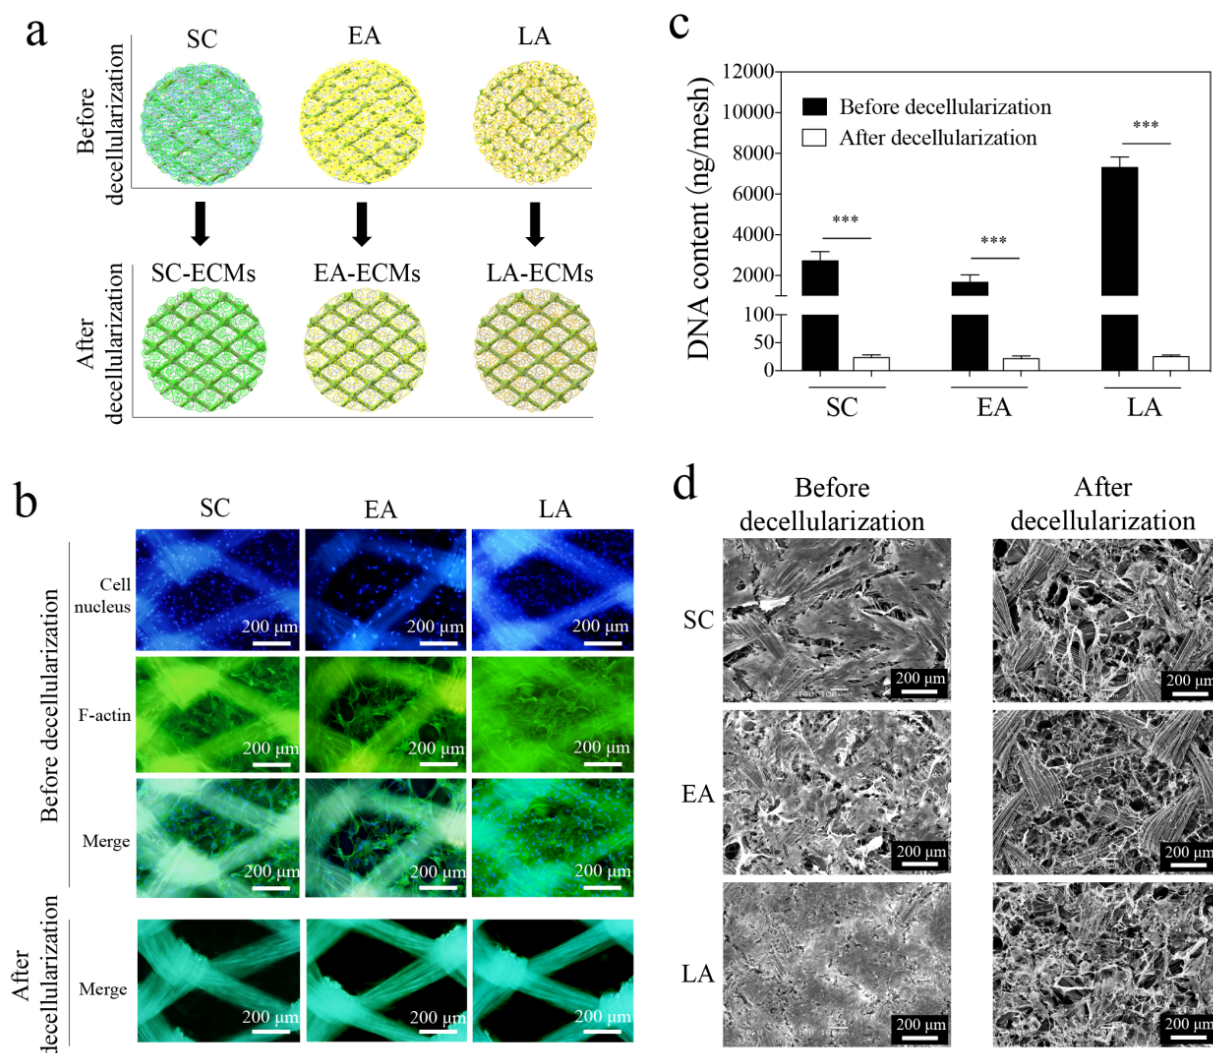 a
SC EA LA
Before
decellularization
SC-ECMs EA-ECMs LA-ECMs
After
decellularization
c
DNA content (ng/mesh)
12000
10000
8000
6000
4000
2000
100
50
0
Before decellularization
After decellularization
***
***
***
SC EA LA
b
SC EA LA
Before decellularization
Cell
nucleus
200 μm 200 μm 200 μm
F-actin
200 μm 200 μm 200 μm
Merge
200 μm 200 μm 200 μm
After
decellularization
Merge
200 μm 200 μm 200 μm
d
Before
decellularization
After
decellularization
SC
200 μm 200 μm
EA
200 μm 200 μm
LA
200 μm 200 μm